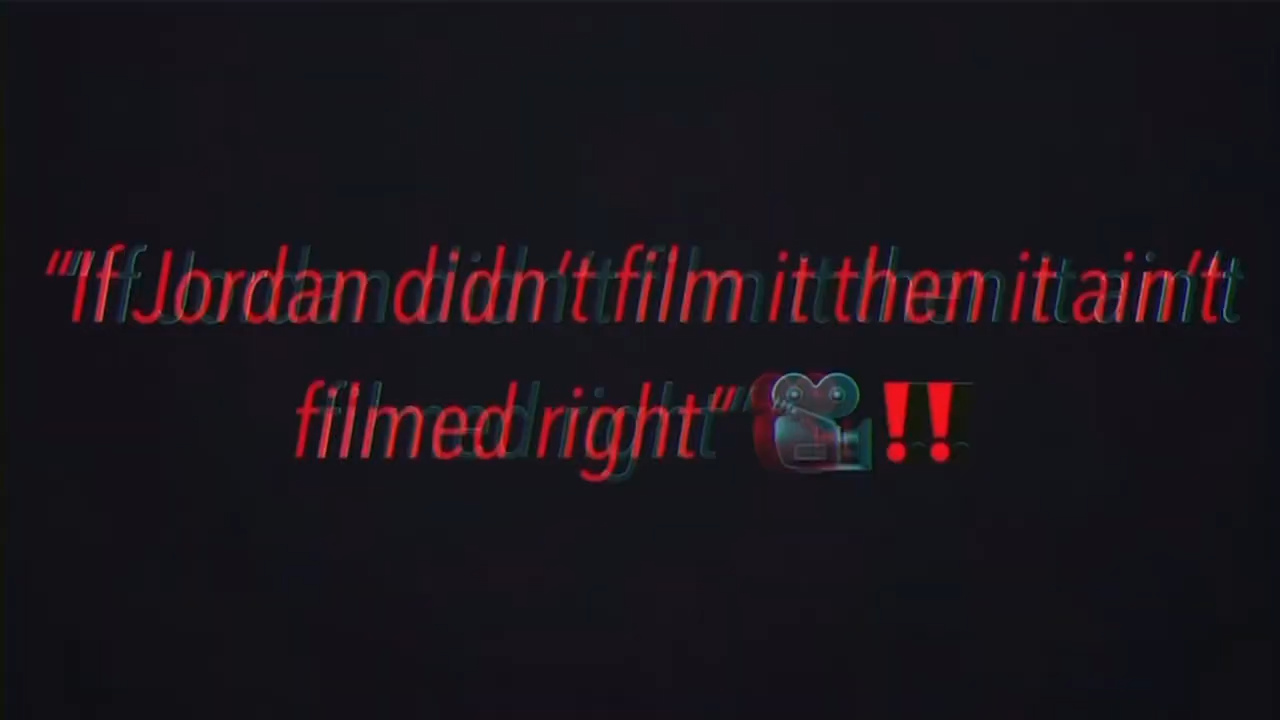 “If Jordan didn’t film it then it ain’t
filmed right” 🎥‼️